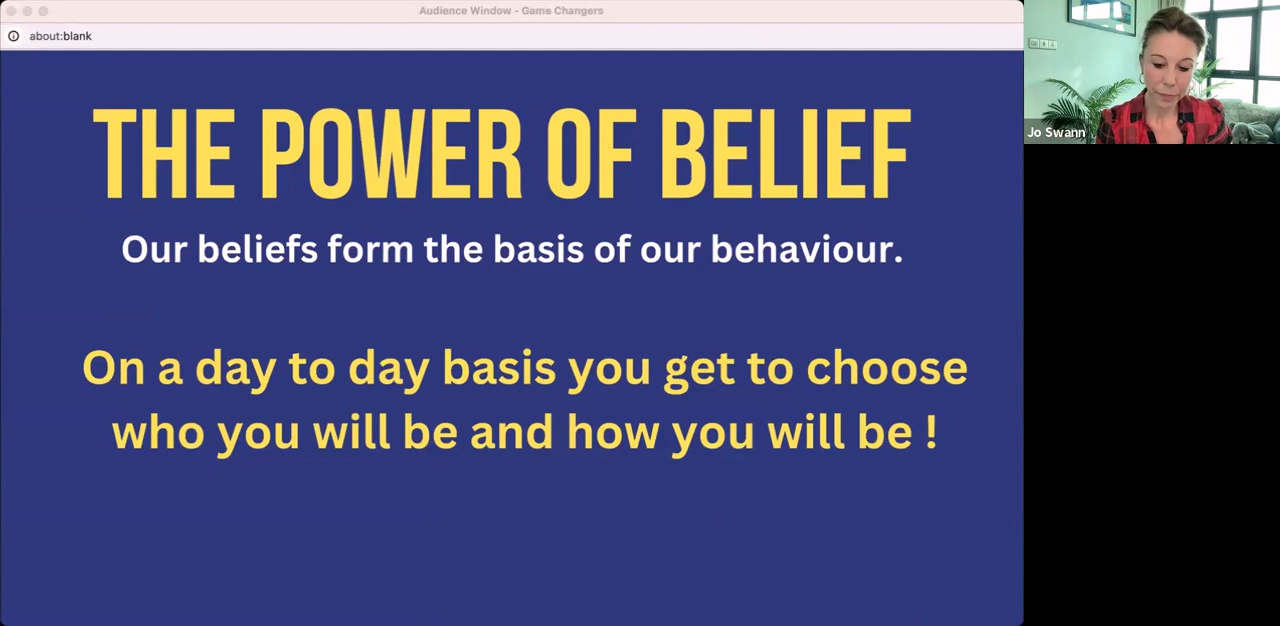 Audience Window - Game Changers
about:blank
THE POWER OF BELIEF
Our beliefs form the basis of our behaviour.
On a day to day basis you get to choose
who you will be and how you will be !
Jo Swann